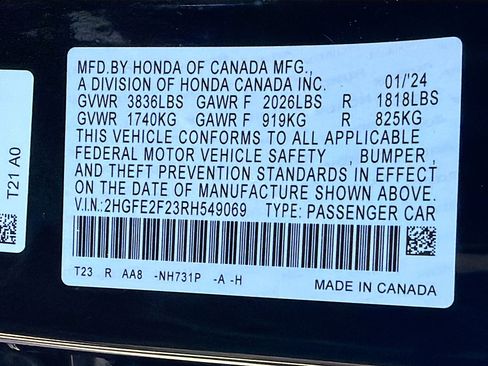 MFD.BY HONDA OF CANADA MFG.,
A DIVISION OF HONDA CANADA INC. 01/'24
GVWR 3836LBS GAWR F 2026LBS R 1818LBS
GVWR 1740KG GAWR F 919KG R 825KG
THIS VEHICLE CONFORMS TO ALL APPLICABLE
FEDERAL MOTOR VEHICLE SAFETY , BUMPER ,
AND THEFT PREVENTION STANDARDS IN EFFECT
ON THE DATE OF MANUFACTURE SHOWN ABOVE.
V.I.N.:2HGFE2F23RH549069 TYPE: PASSENGER CAR
T23 R AA8 -NH731P -A -H
MADE IN CANADA
T21 A0